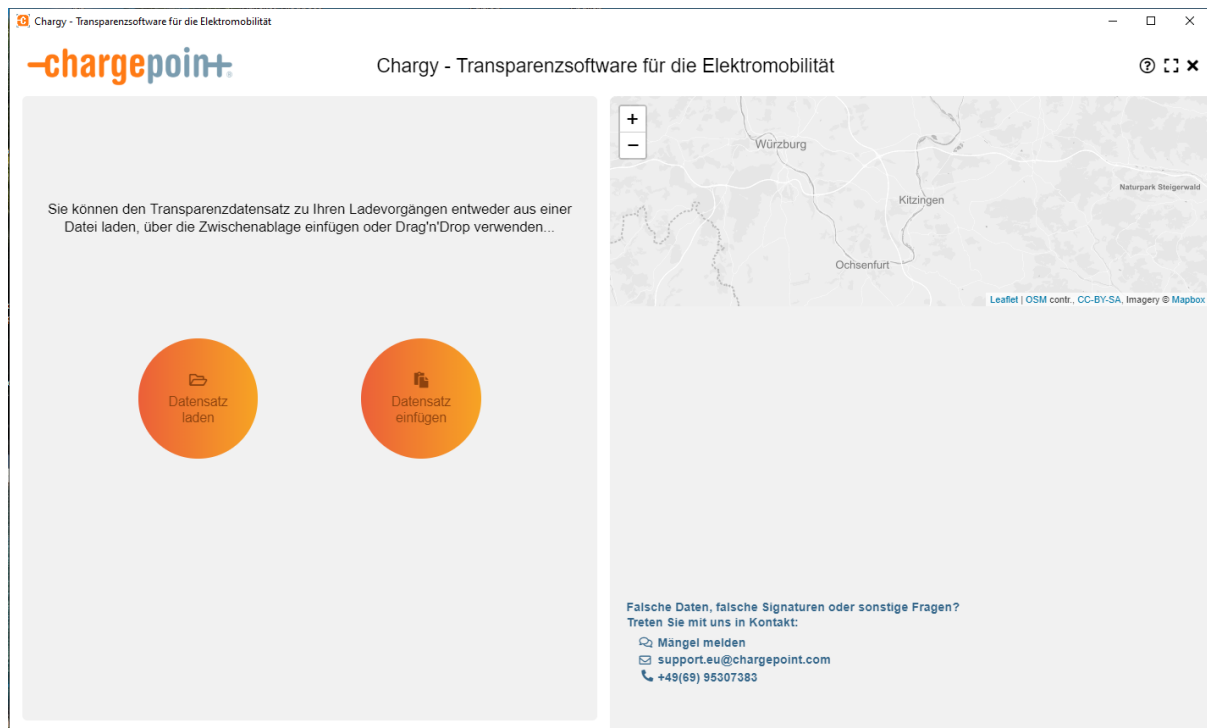 Chargy - Transparenzsoftware für die Elektromobilität
-chargepoin+
Chargy - Transparenzsoftware für die Elektromobilität
Sie können den Transparenzdatensatz zu Ihren Ladevorgängen entweder aus einer
Datei laden, über die Zwischenablage einfügen oder Drag'n'Drop verwenden...
Datensatz
laden
Datensatz
einfügen
+
−
Würzburg
Naturpark Steigerwald
Kitzingen
Ochsenfurt
Leaflet | OSM contr., CC-BY-SA, Imagery © Mapbox
Falsche Daten, falsche Signaturen oder sonstige Fragen?
Treten Sie mit uns in Kontakt:
Mängel melden
support.eu@chargepoint.com
+49(69) 95307383